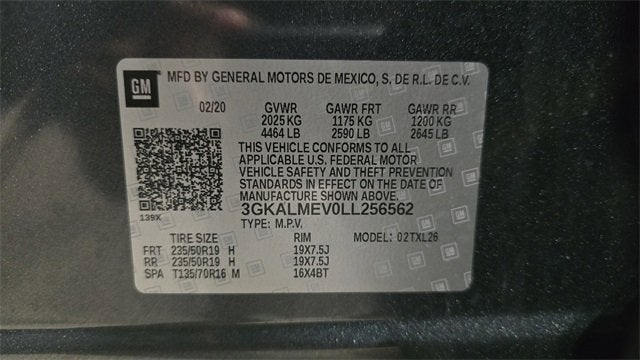 GM
MFD BY GENERAL MOTORS DE MEXICO, S. DE R.L. DE C.V.
02/20 GVWR GAWR FRT GAWR RR
2025 KG 1175 KG 1200 KG
4464 LB 2590 LB 2645 LB
THIS VEHICLE CONFORMS TO ALL
APPLICABLE U.S. FEDERAL MOTOR
VEHICLE SAFETY AND THEFT PREVENTION
STANDARDS IN EFFECT ON THE DATE OF
MANUFACTURE SHOWN ABOVE.
139X 3GKALMEV0LL256562
TYPE: M.P.V.
TIRE SIZE RIM MODEL: 02TXL26
FRT 235/50R19 H 19X7.5J
RR 235/50R19 H 19X7.5J
SPA T135/70R16 M 16X4BT